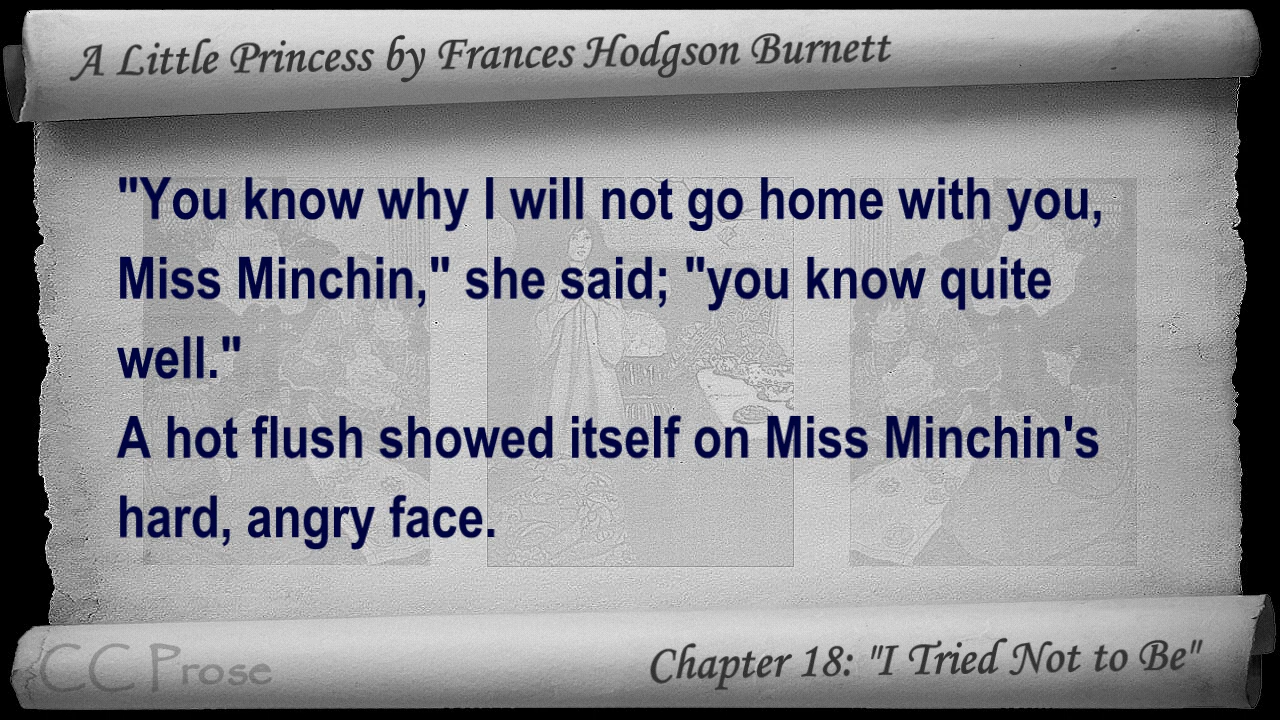 A Little Princess by Frances Hodgson Burnett
"You know why I will not go home with you,
Miss Minchin," she said; "you know quite
well."
A hot flush showed itself on Miss Minchin's
hard, angry face.
CC Prose
Chapter 18: "I Tried Not to Be"